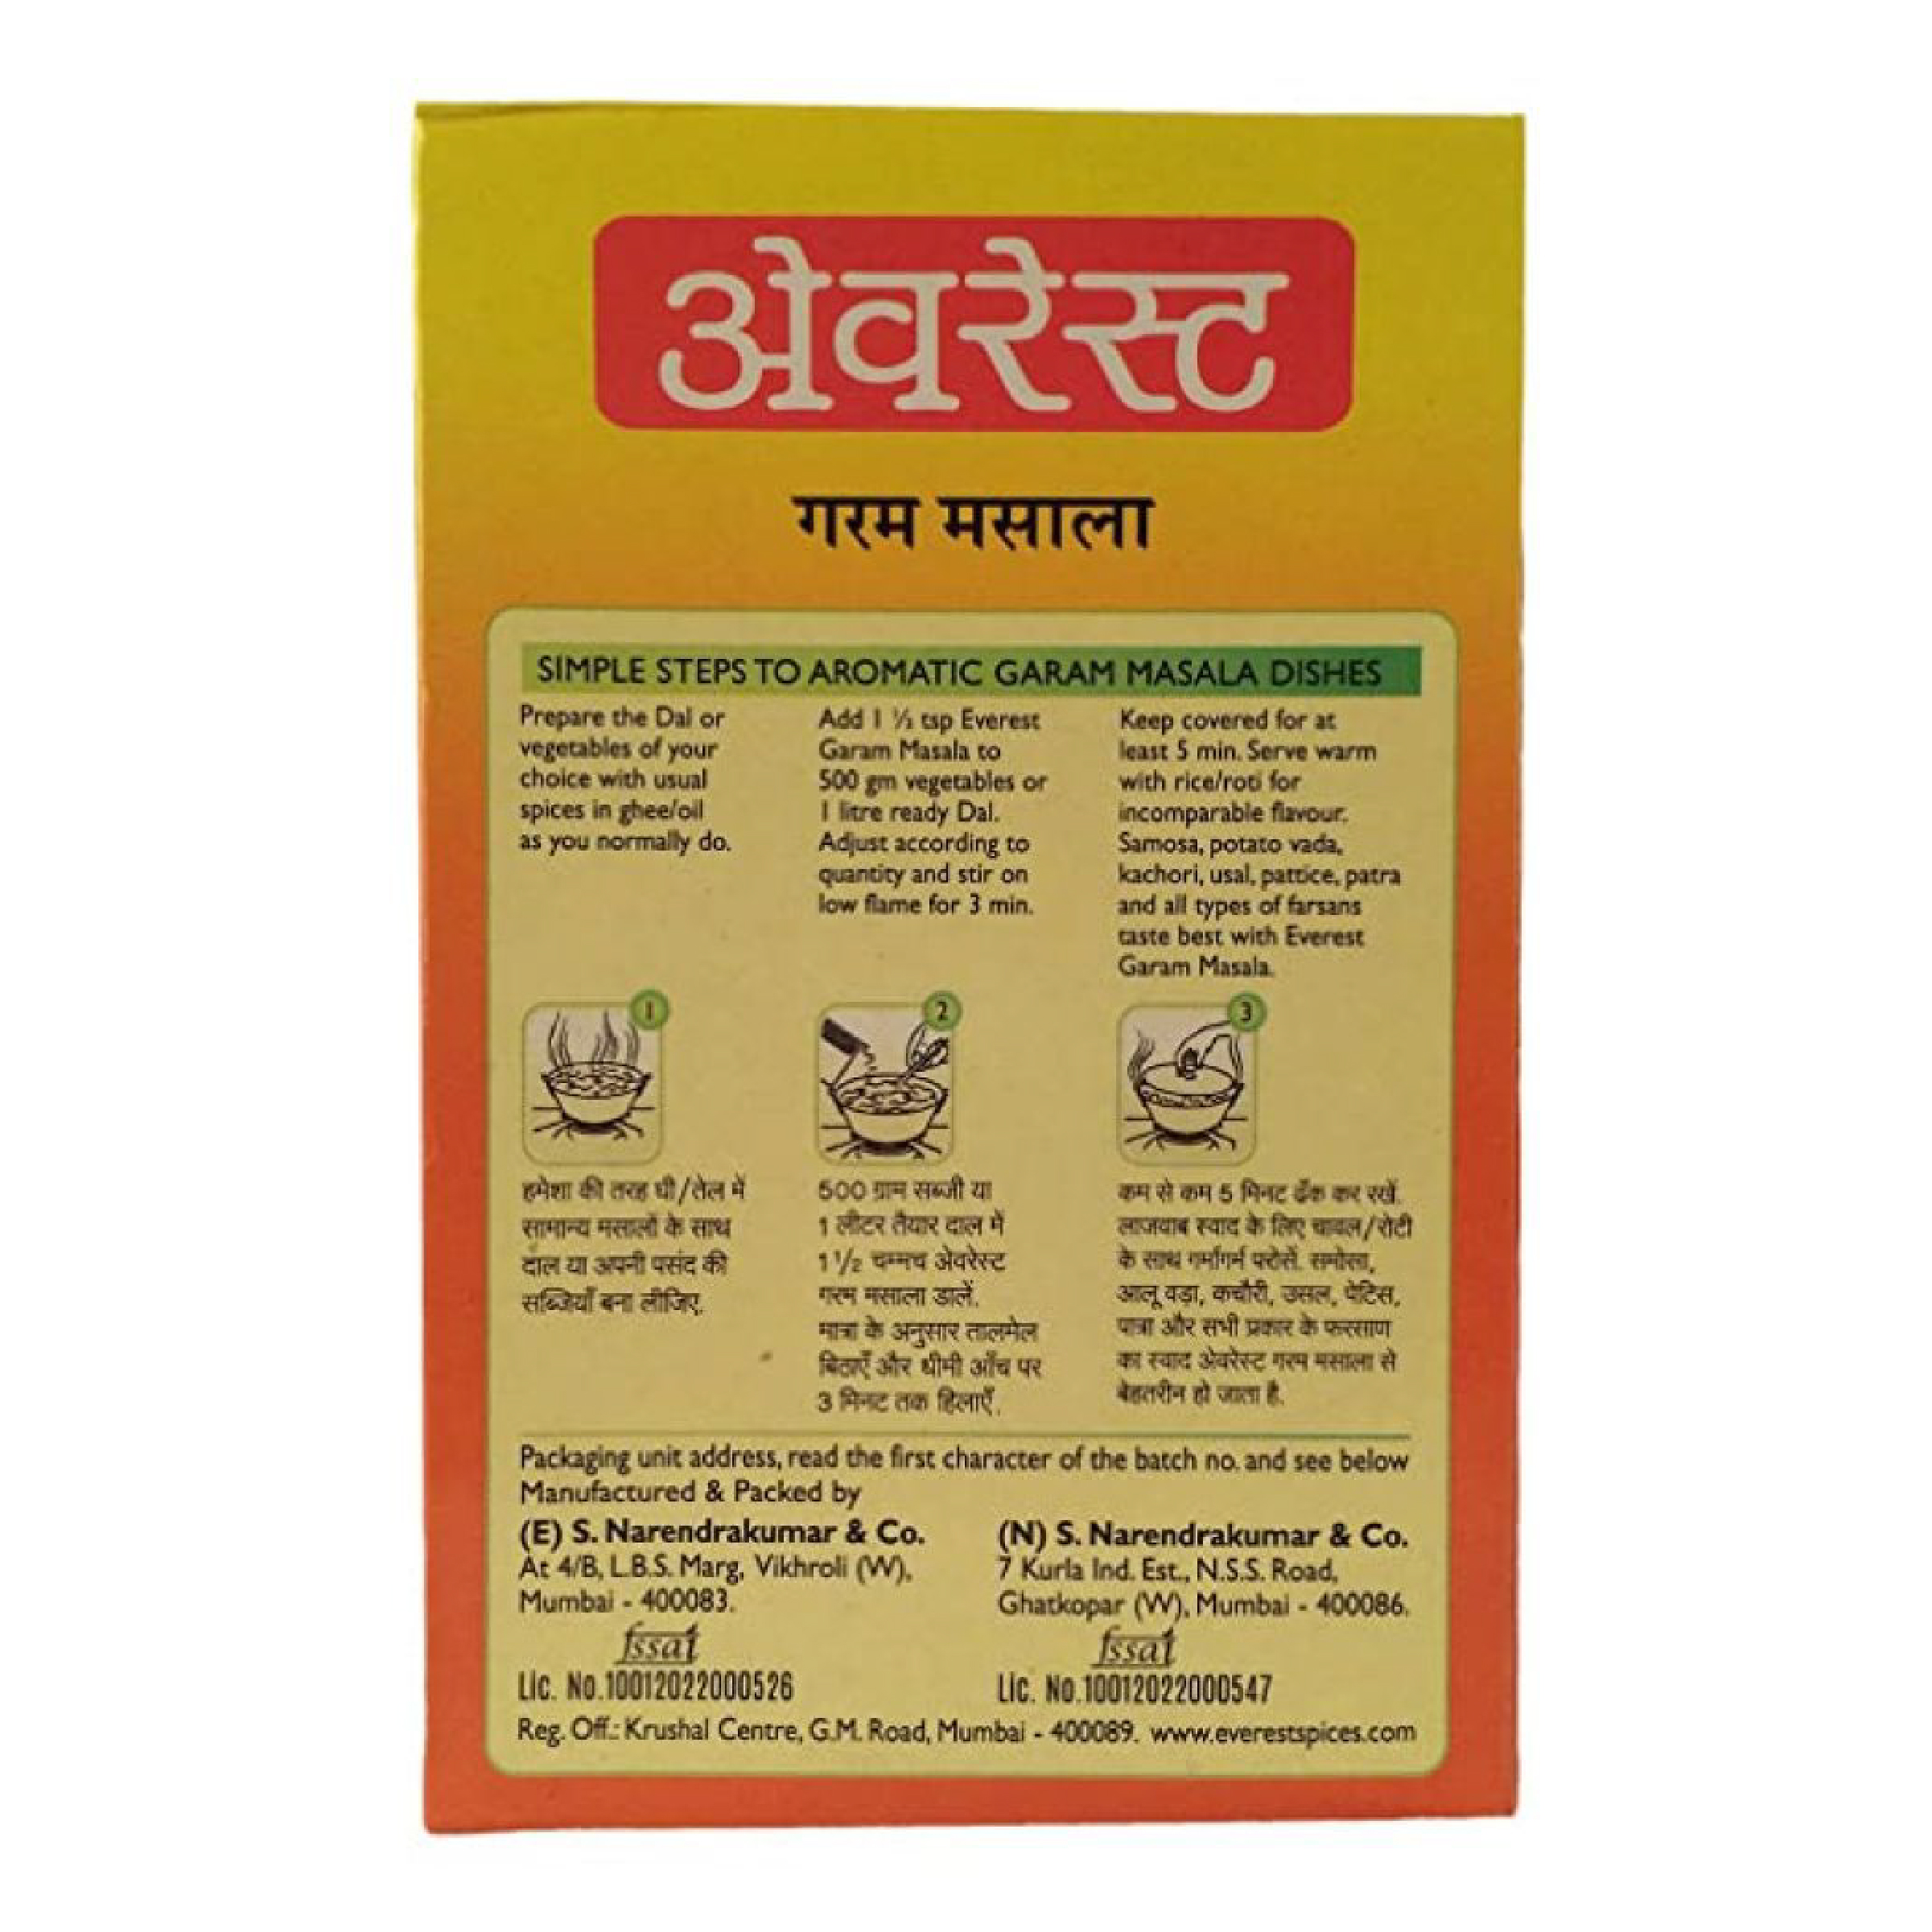 अेवरेस्ट
गरम मसाला
SIMPLE STEPS TO AROMATIC GARAM MASALA DISHES
Prepare the Dal or
vegetables of your
choice with usual
spices in ghee/oil
as you normally do.
Add 1 ½ tsp Everest
Garam Masala to
500 gm vegetables or
1 litre ready Dal.
Adjust according to
quantity and stir on
low flame for 3 min.
Keep covered for at
least 5 min. Serve warm
with rice/roti for
incomparable flavour.
Samosa, potato vada,
kachori, usal, pattice, patra
and all types of farsans
taste best with Everest
Garam Masala.
1
2
3
हमेशा की तरह घी/तेल में
सामान्य मसालों के साथ
दाल या अपनी पसंद की
सब्जियाँ बना लीजिए.
500 ग्राम सब्जी या
1 लीटर तैयार दाल में
1 1/2 चम्मच अेवरेस्ट
गरम मसाला डालें.
मात्रा के अनुसार तालमेल
बिठाएँ और धीमी आँच पर
3 मिनट तक हिलाएँ.
कम से कम 5 मिनट ढँक कर रखें.
लाजवाब स्वाद के लिए चावल/रोटी
के साथ गर्मागर्म परोसें. समोसा,
आलू वड़ा, कचौरी, उसल, पेटिस,
पात्रा और सभी प्रकार के फरसाण
का स्वाद अेवरेस्ट गरम मसाला से
बेहतरीन हो जाता है.
Packaging unit address, read the first character of the batch no. and see below
Manufactured & Packed by
(E) S. Narendrakumar & Co.
At 4/B, L.B.S. Marg, Vikhroli (W),
Mumbai - 400083.
fssai
Lic. No.10012022000526
(N) S. Narendrakumar & Co.
7 Kurla Ind. Est., N.S.S. Road,
Ghatkopar (W), Mumbai - 400086.
fssai
Lic. No.10012022000547
Reg. Off.: Krushal Centre, G.M. Road, Mumbai - 400089. www.everestspices.com